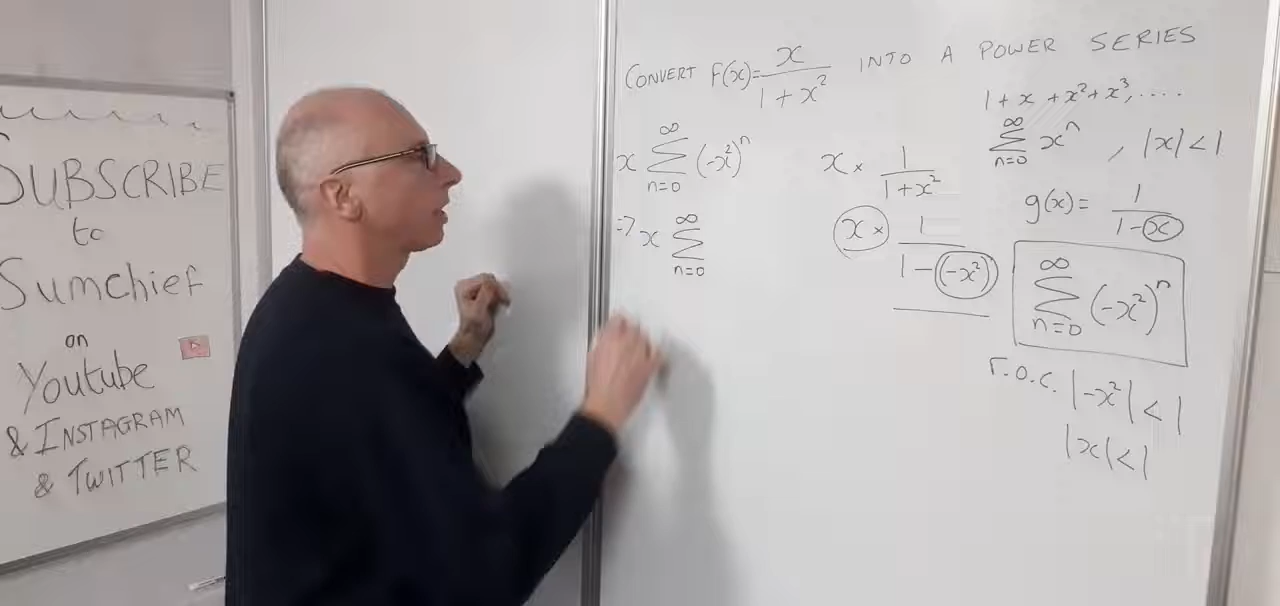 SUBSCRIBE
to
Sumchief
on
Youtube
& INSTAGRAM
& TWITTER
CONVERT F(x)= x/(1+x²) INTO A POWER SERIES
x ∑_{n=0}^{∞} (-x²)^n
=7 x ∑_{n=0}^{∞}
x × 1/(1+x²)
x × 1/(1-(-x²))
1+x+x²+x³, ....
∑_{n=0}^{∞} x^n , |x|<1
g(x)= 1/(1-x)
∑_{n=0}^{∞} (-x²)^n
r.o.c. |-x²|<1
|x|<1